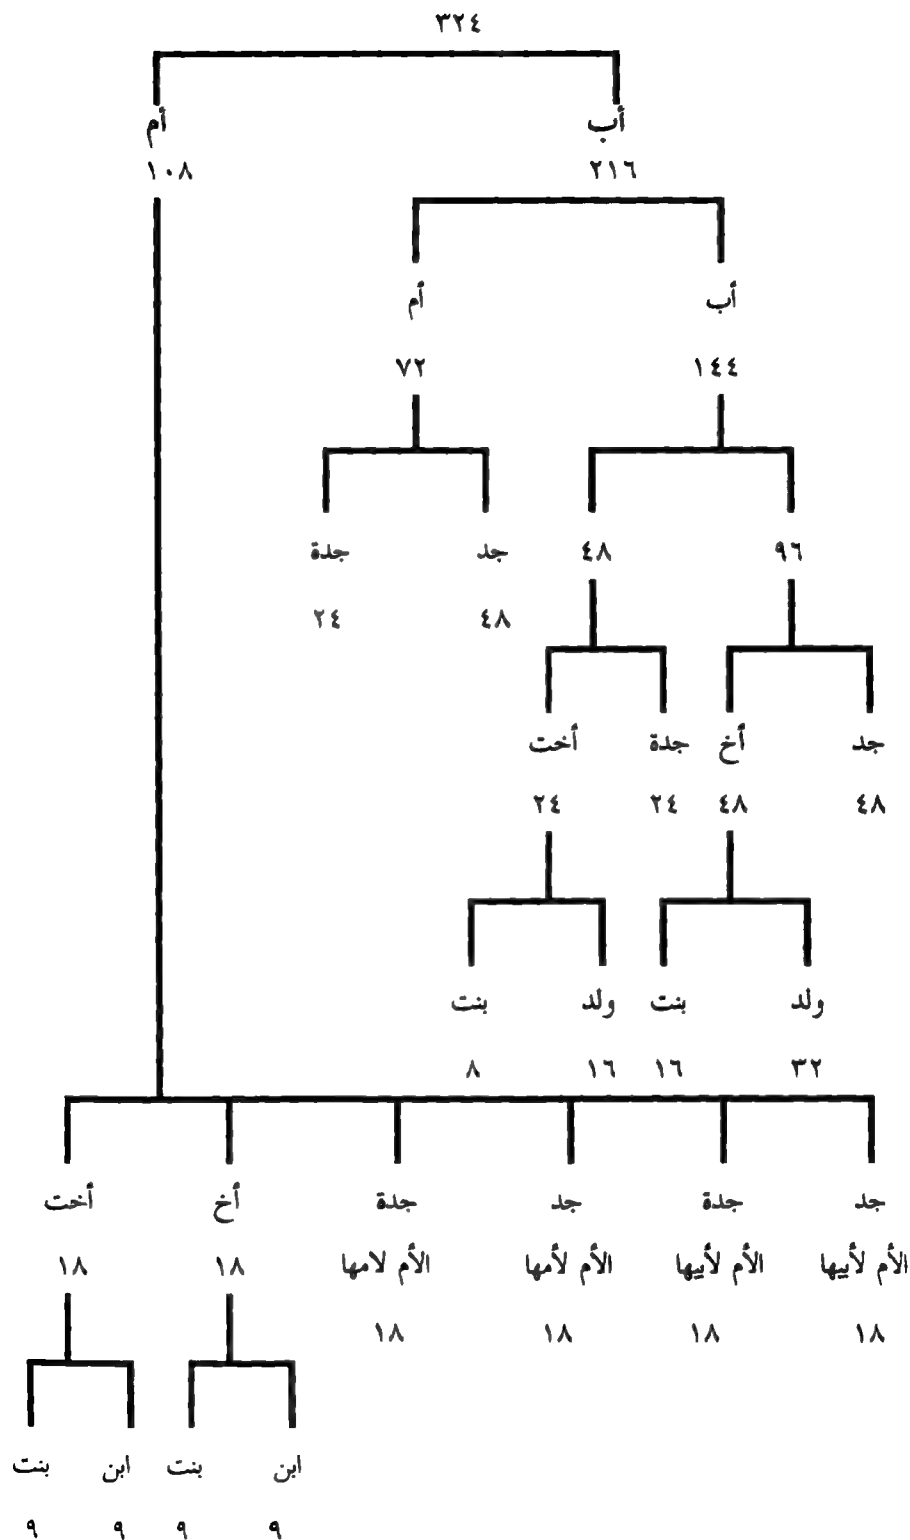 ٣٢٤
أب أم
٢١٦ ١٠٨
أب أم
١٤٤ ٧٢
٩٦ ٤٨ جد جدة
٤٨ ٢٤
جد أخ جدة أخت
٤٨ ٤٨ ٢٤ ٢٤
ولد بنت ولد بنت
٣٢ ١٦ ١٦ ٨
جد جدة جد جدة أخ أخت
الأم لأبيها الأم لأبيها الأم لأمها الأم لامها ١٨ ١٨
١٨ ١٨ ١٨ ١٨
ابن بنت ابن بنت
٩ ٩ ٩ ٩